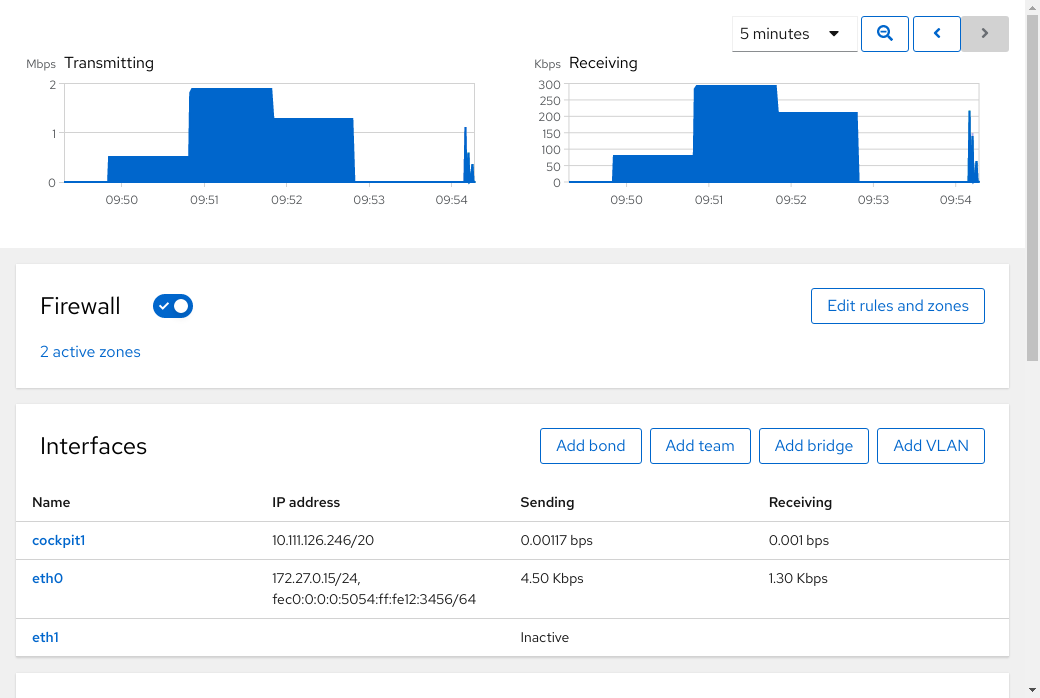 5 minutes
Mbps Transmitting
2
1
0
09:50 09:51 09:52 09:53 09:54
Kbps Receiving
300
250
200
150
100
50
0
09:50 09:51 09:52 09:53 09:54
Firewall
Edit rules and zones
2 active zones
Interfaces
Add bond Add team Add bridge Add VLAN
Name IP address Sending Receiving
cockpit1 10.111.126.246/20 0.00117 bps 0.001 bps
eth0 172.27.0.15/24, 4.50 Kbps 1.30 Kbps
fec0:0:0:0:5054:ff:fe12:3456/64
eth1 Inactive